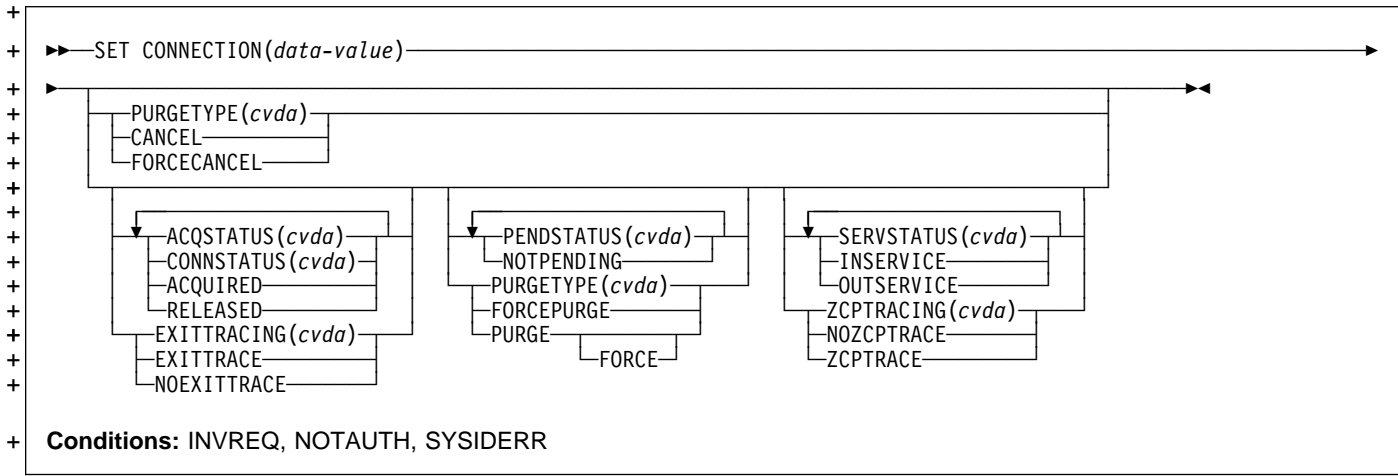 +
+ ►►──SET CONNECTION(data-value)──►
+ ►──►◄
+ PURGETYPE(cvda)
+ CANCEL
+ FORCECANCEL
+
+
+ ACQSTATUS(cvda) PENDSTATUS(cvda) SERVSTATUS(cvda)
+ CONNSTATUS(cvda) NOTPENDING INSERVICE
+ ACQUIRED PURGETYPE(cvda) OUTSERVICE
+ RELEASED FORCEPURGE ZCPTRACING(cvda)
+ EXITTRACING(cvda) PURGE NOZCPTRACE
+ EXITTRACE FORCE ZCPTRACE
+ NOEXITTRACE
+ Conditions: INVREQ, NOTAUTH, SYSIDERR